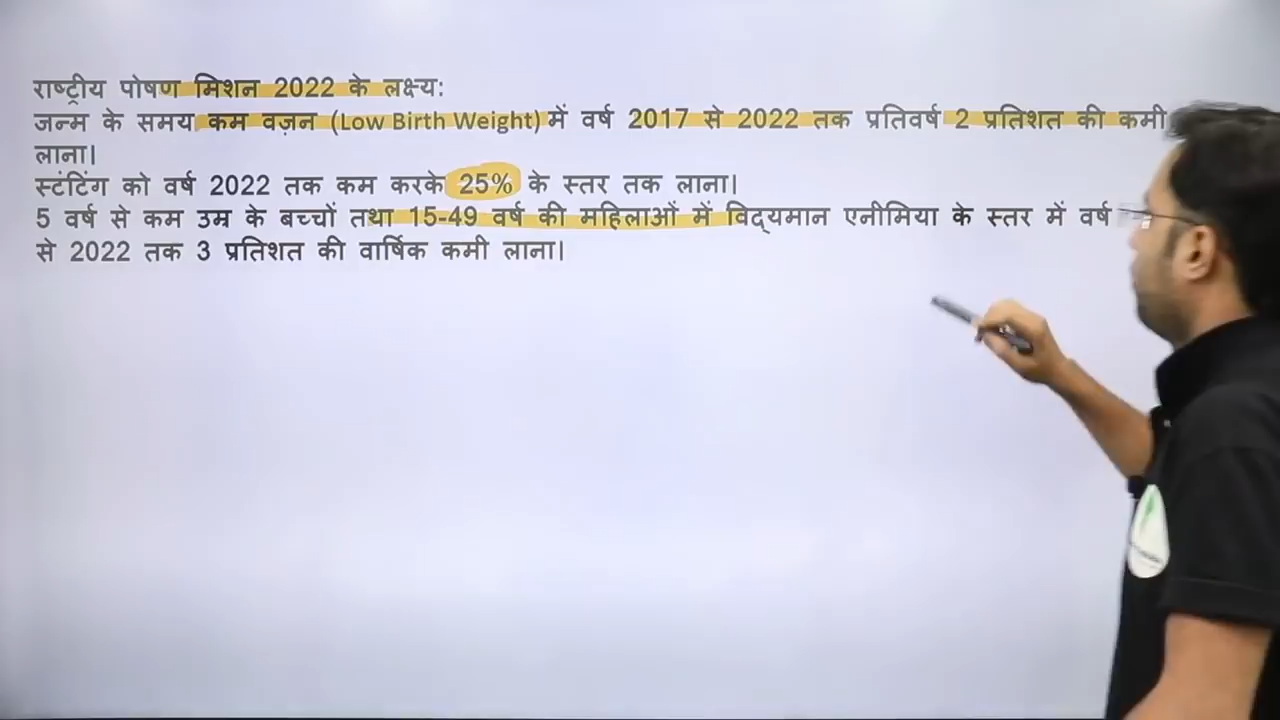 राष्ट्रीय पोषण मिशन 2022 के लक्ष्य:
जन्म के समय कम वज़न (Low Birth Weight) में वर्ष 2017 से 2022 तक प्रतिवर्ष 2 प्रतिशत की कमी
लाना।
स्टंटिंग को वर्ष 2022 तक कम करके 25% के स्तर तक लाना।
5 वर्ष से कम उम्र के बच्चों तथा 15-49 वर्ष की महिलाओं में विद्यमान एनीमिया के स्तर में वर्ष
से 2022 तक 3 प्रतिशत की वार्षिक कमी लाना।